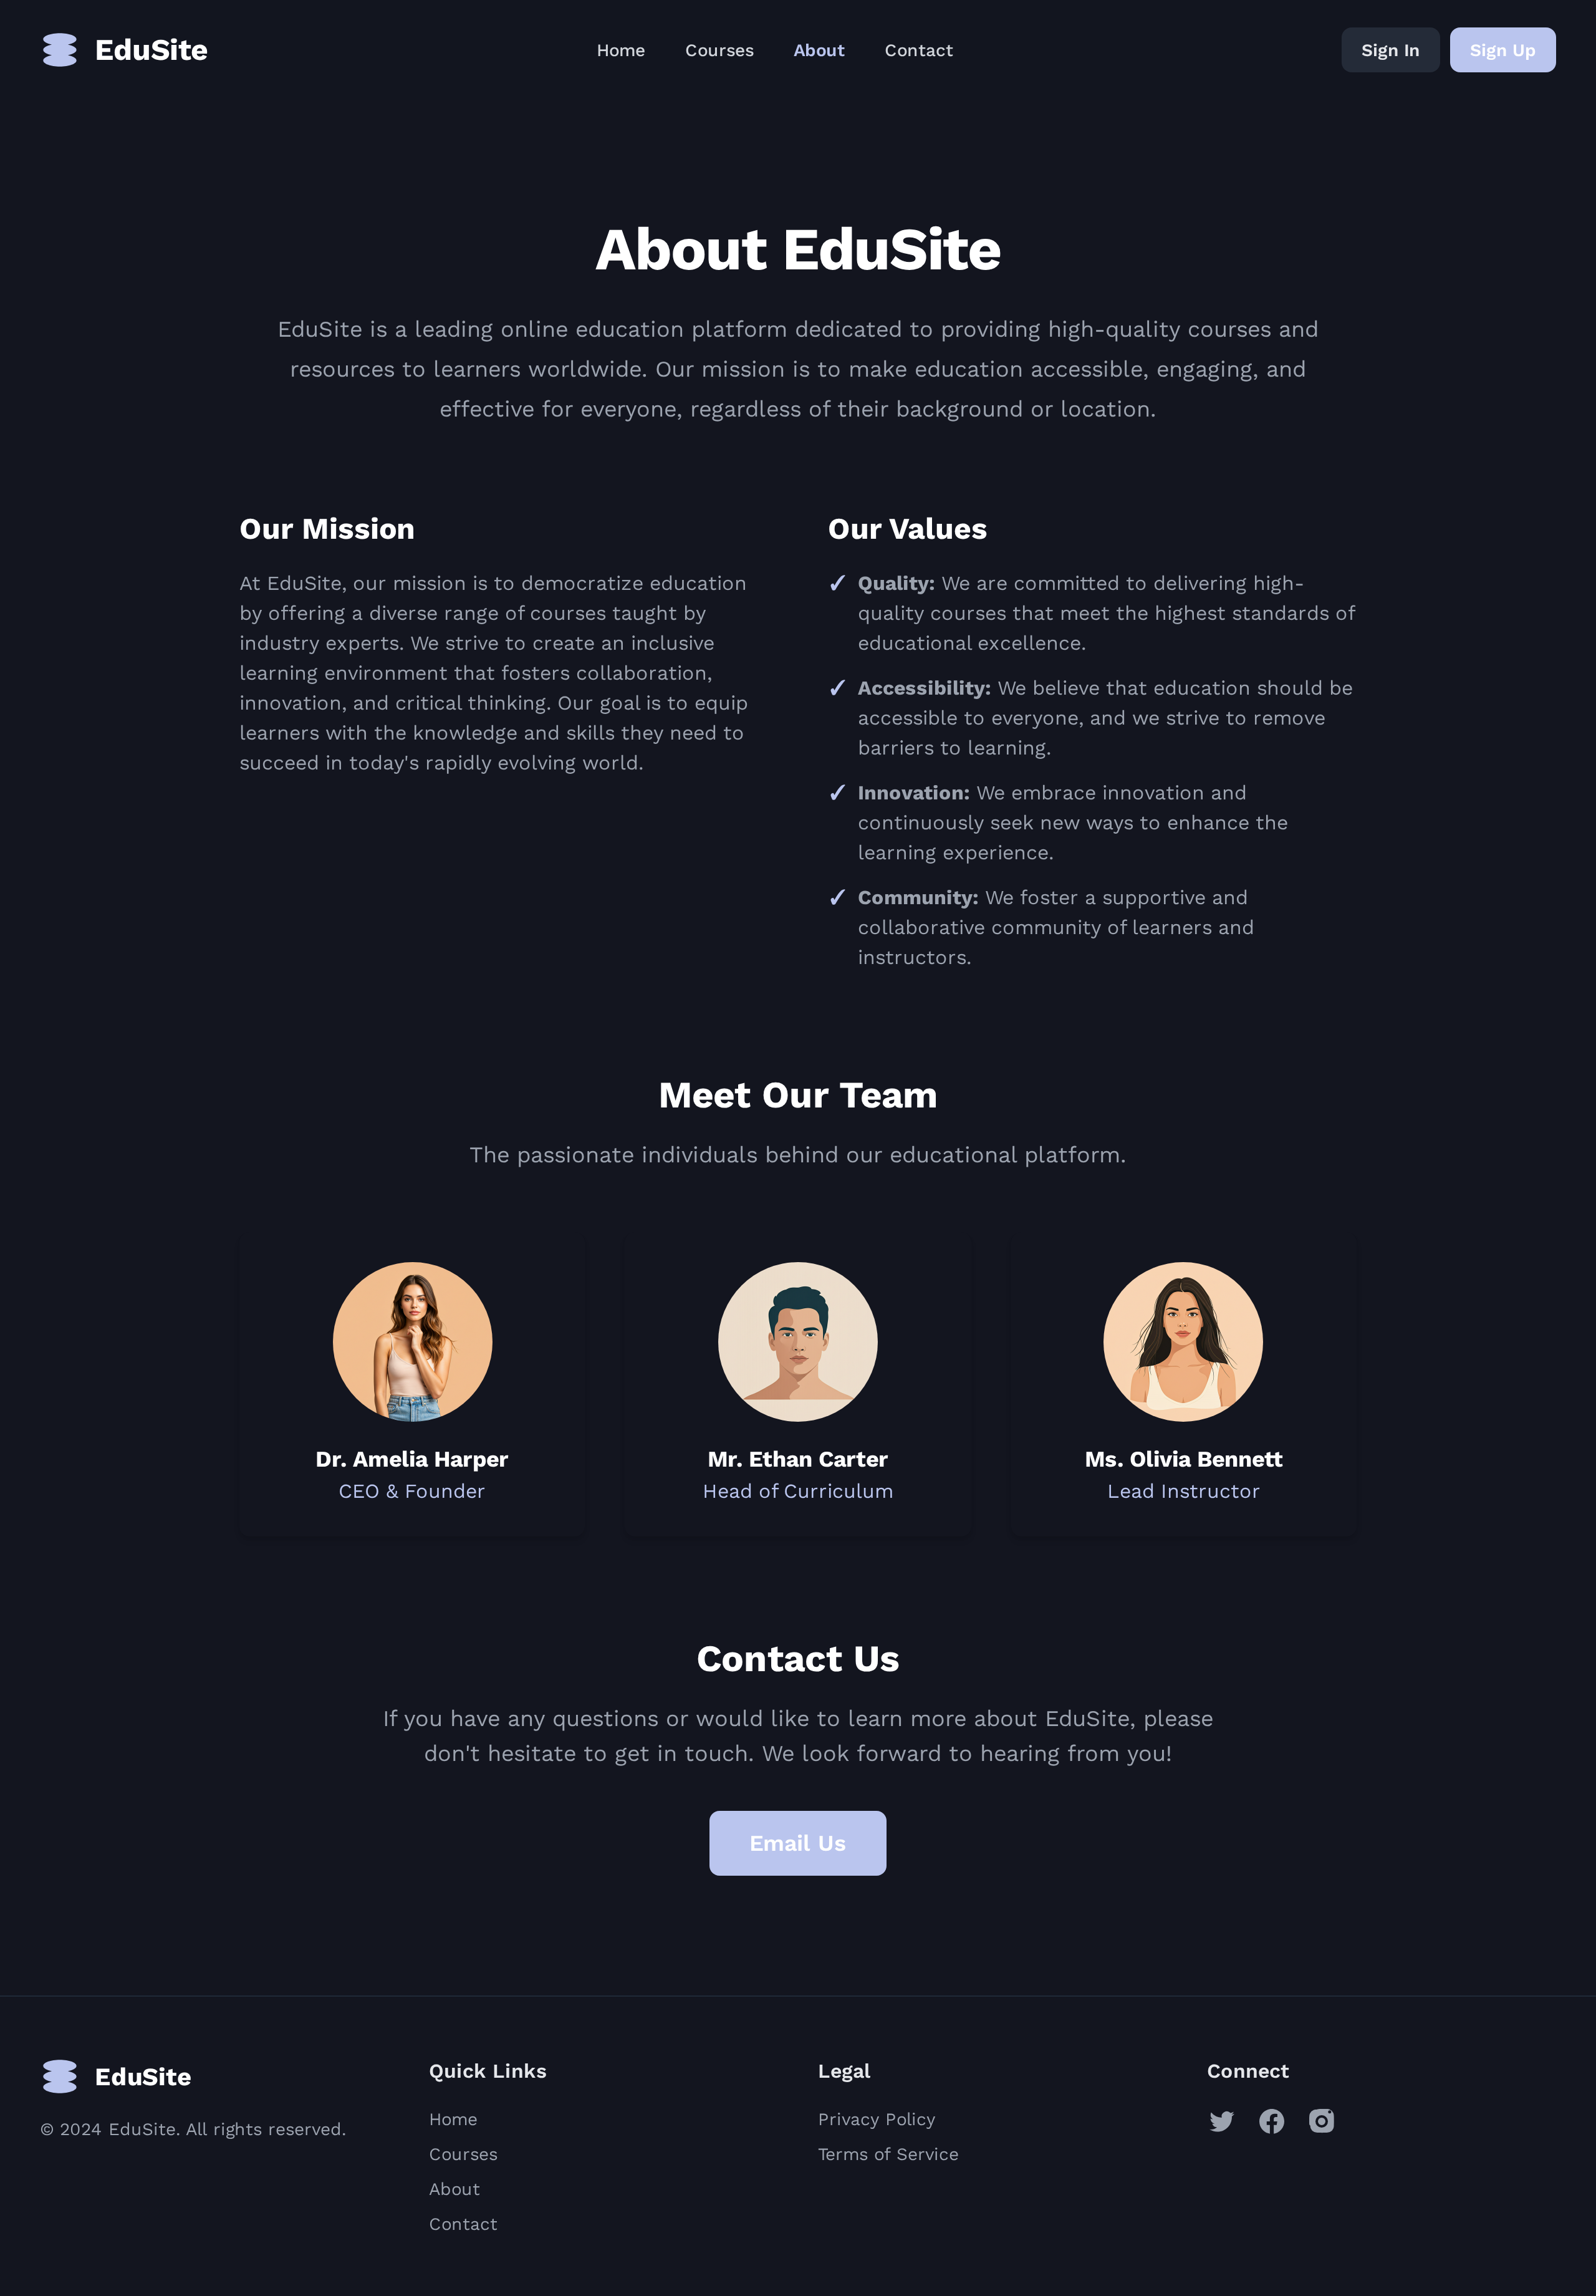 EduSite
Home
Courses
About
Contact
Sign In
Sign Up
About EduSite
EduSite is a leading online education platform dedicated to providing high-quality courses and
resources to learners worldwide. Our mission is to make education accessible, engaging, and
effective for everyone, regardless of their background or location.
Our Mission
At EduSite, our mission is to democratize education
by offering a diverse range of courses taught by
industry experts. We strive to create an inclusive
learning environment that fosters collaboration,
innovation, and critical thinking. Our goal is to equip
learners with the knowledge and skills they need to
succeed in today's rapidly evolving world.
Our Values
✓ Quality: We are committed to delivering high-
quality courses that meet the highest standards of
educational excellence.
✓ Accessibility: We believe that education should be
accessible to everyone, and we strive to remove
barriers to learning.
✓ Innovation: We embrace innovation and
continuously seek new ways to enhance the
learning experience.
✓ Community: We foster a supportive and
collaborative community of learners and
instructors.
Meet Our Team
The passionate individuals behind our educational platform.
Dr. Amelia Harper
CEO & Founder
Mr. Ethan Carter
Head of Curriculum
Ms. Olivia Bennett
Lead Instructor
Contact Us
If you have any questions or would like to learn more about EduSite, please
don't hesitate to get in touch. We look forward to hearing from you!
Email Us
EduSite
© 2024 EduSite. All rights reserved.
Quick Links
Home
Courses
About
Contact
Legal
Privacy Policy
Terms of Service
Connect